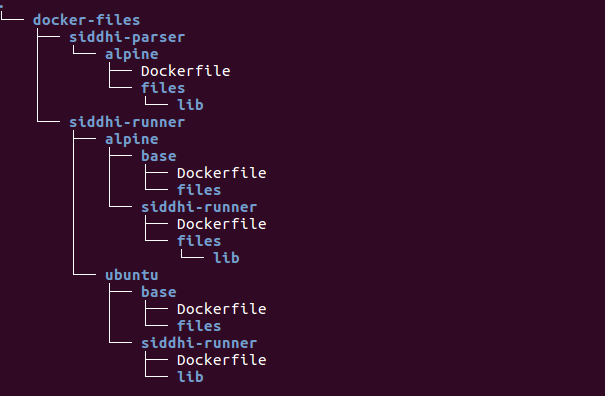 .
└── docker-files
    ├── siddhi-parser
    │   └── alpine
    │       ├── Dockerfile
    │       └── files
    │           └── lib
    └── siddhi-runner
        ├── alpine
        │   ├── base
        │   │   ├── Dockerfile
        │   │   └── files
        │   └── siddhi-runner
        │       ├── Dockerfile
        │       └── files
        │           └── lib
        └── ubuntu
            ├── base
            │   ├── Dockerfile
            │   └── files
            └── siddhi-runner
                ├── Dockerfile
                └── lib